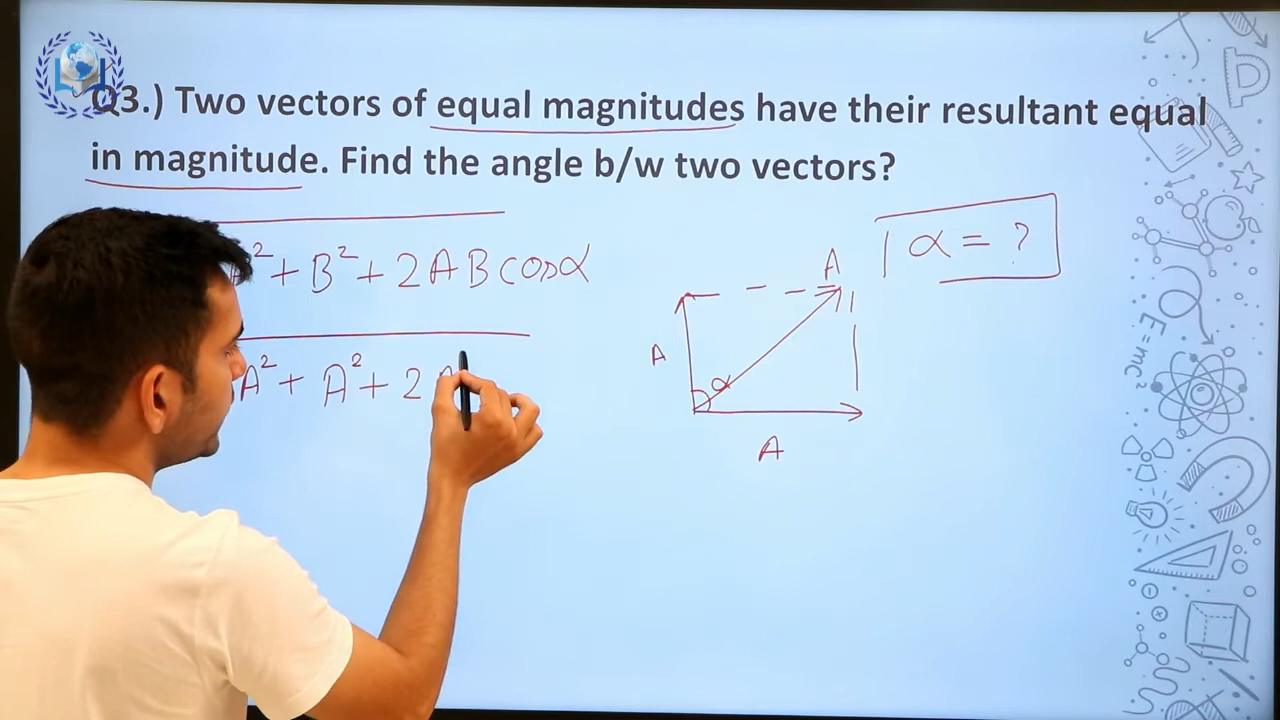 Q3.) Two vectors of equal magnitudes have their resultant equal
in magnitude. Find the angle b/w two vectors?
α = ?
² + B² + 2AB cosα
A
A
α
A² + A² + 2
A
E=mc²